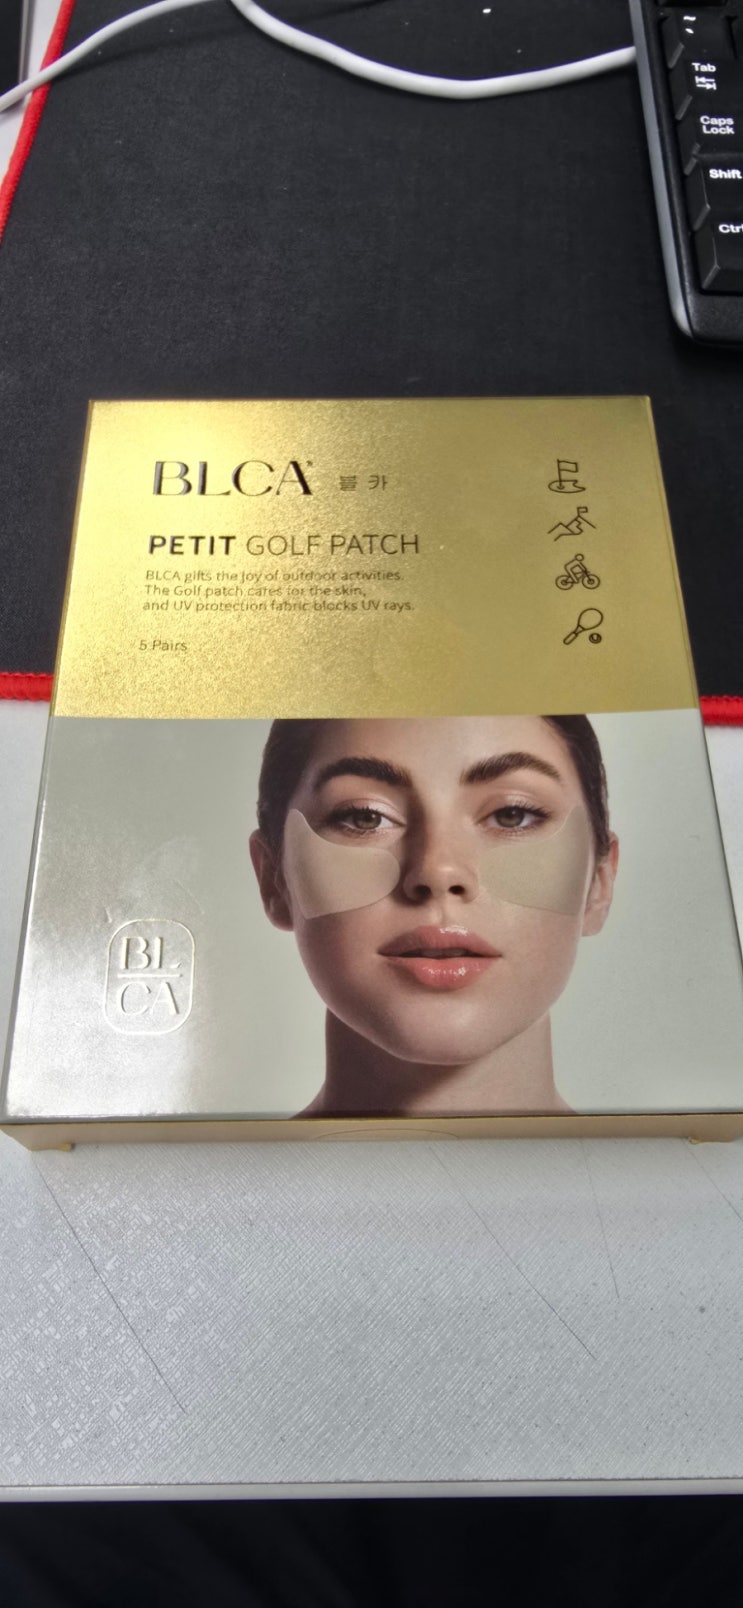 ~
Tab
Caps
Lock
Shift
Ctrl
BLCA 블카
PETIT GOLF PATCH
BLCA gifts the joy of outdoor activities.
The Golf patch cares for the skin,
and UV protection fabric blocks UV rays.
5 Pairs
BL
CA